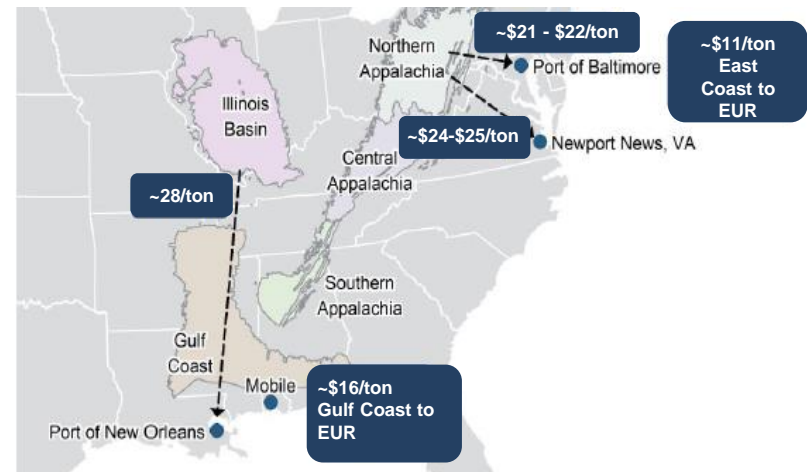 Northern
Appalachia
~$21 - $22/ton
Port of Baltimore
~$11/ton
East
Coast to
EUR
Illinois
Basin
~$24-$25/ton
Newport News, VA
Central
Appalachia
~28/ton
Southern
Appalachia
Gulf
Coast
Mobile
~$16/ton
Gulf Coast to
EUR
Port of New Orleans